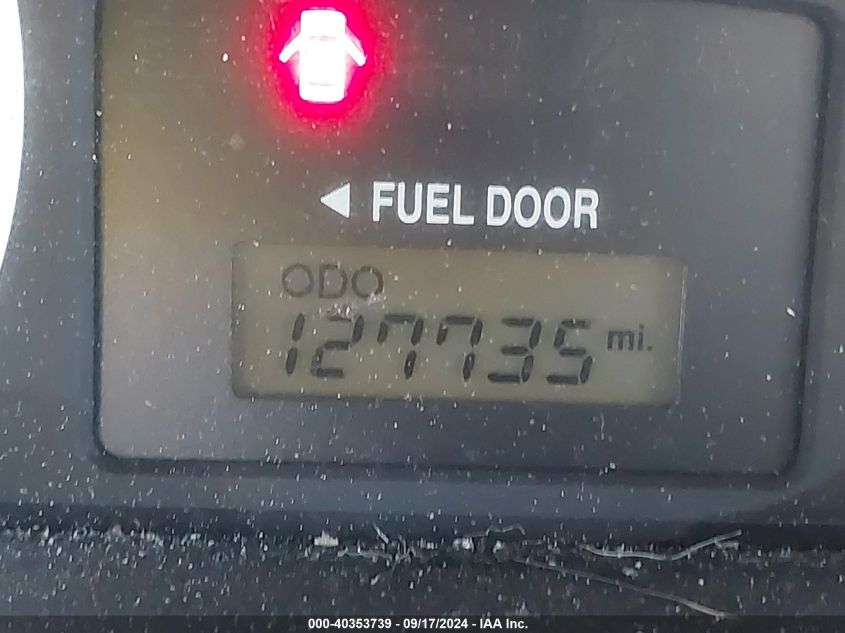 ◄ FUEL DOOR
ODO
127735 mi.
000-40353739 - 09/17/2024 - IAA Inc.